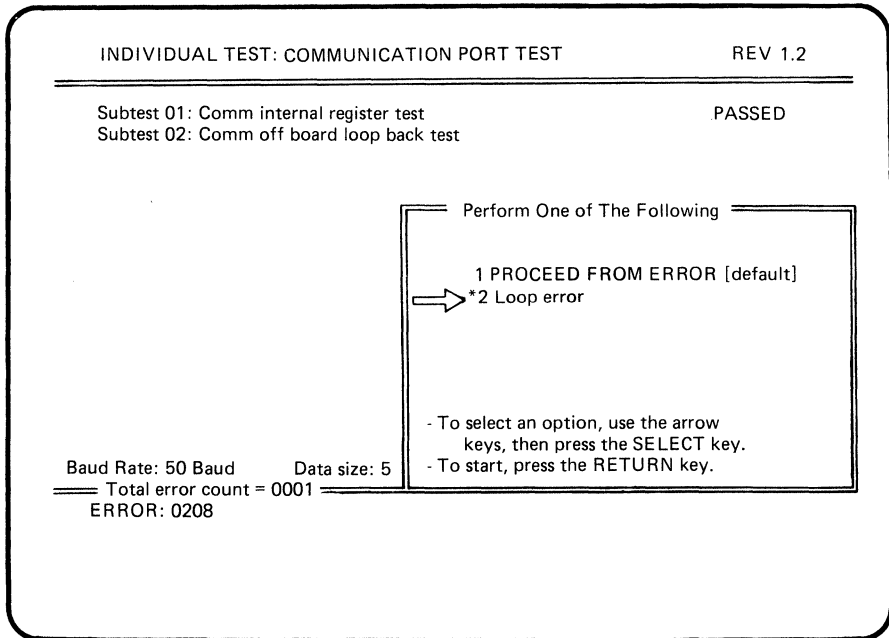 INDIVIDUAL TEST: COMMUNICATION PORT TEST REV 1.2
Subtest 01: Comm internal register test PASSED
Subtest 02: Comm off board loop back test
Perform One of The Following
1 PROCEED FROM ERROR [default]
*2 Loop error
- To select an option, use the arrow
keys, then press the SELECT key.
- To start, press the RETURN key.
Baud Rate: 50 Baud Data size: 5
Total error count = 0001
ERROR: 0208